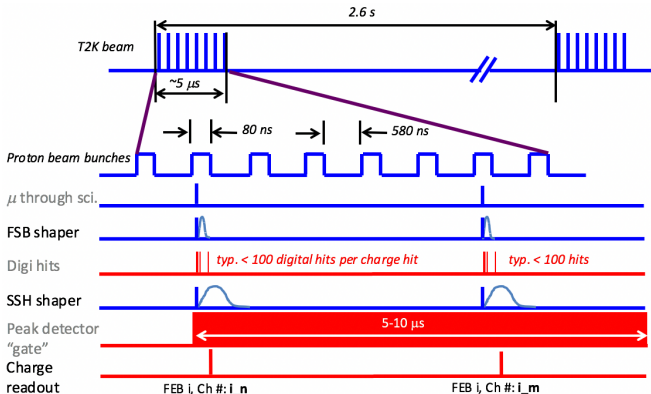 2.6 s
T2K beam
~5 μs
80 ns
580 ns
Proton beam bunches
μ through sci.
FSB shaper
Digi hits
typ. < 100 digital hits per charge hit
typ. < 100 hits
SSH shaper
Peak detector
5-10 μs
"gate"
Charge
readout
FEB i, Ch #: i_n
FEB i, Ch #: i_m